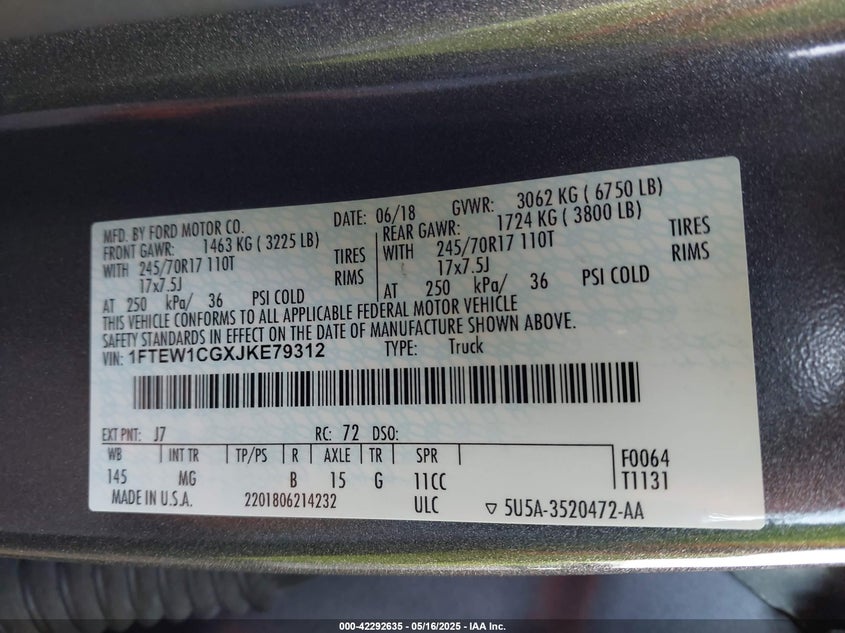 MFD. BY FORD MOTOR CO. DATE: 06/18 GVWR: 3062 KG ( 6750 LB)
FRONT GAWR: 1463 KG ( 3225 LB) REAR GAWR: 1724 KG ( 3800 LB)
WITH 245/70R17 110T TIRES WITH 245/70R17 110T TIRES
17x7.5J RIMS 17x7.5J RIMS
AT 250 kPa/ 36 PSI COLD AT 250 kPa/ 36 PSI COLD
THIS VEHICLE CONFORMS TO ALL APPLICABLE FEDERAL MOTOR VEHICLE
SAFETY STANDARDS IN EFFECT ON THE DATE OF MANUFACTURE SHOWN ABOVE.
VIN: 1FTEW1CGXJKE79312 TYPE: Truck
EXT PNT: J7 RC: 72 DSO:
WB INT TR TP/PS R AXLE TR SPR F0064
145 MG B 15 G 11CC T1131
MADE IN U.S.A. 2201806214232 ULC ▽ 5U5A-3520472-AA
000-42292635 - 05/16/2025 - IAA Inc.